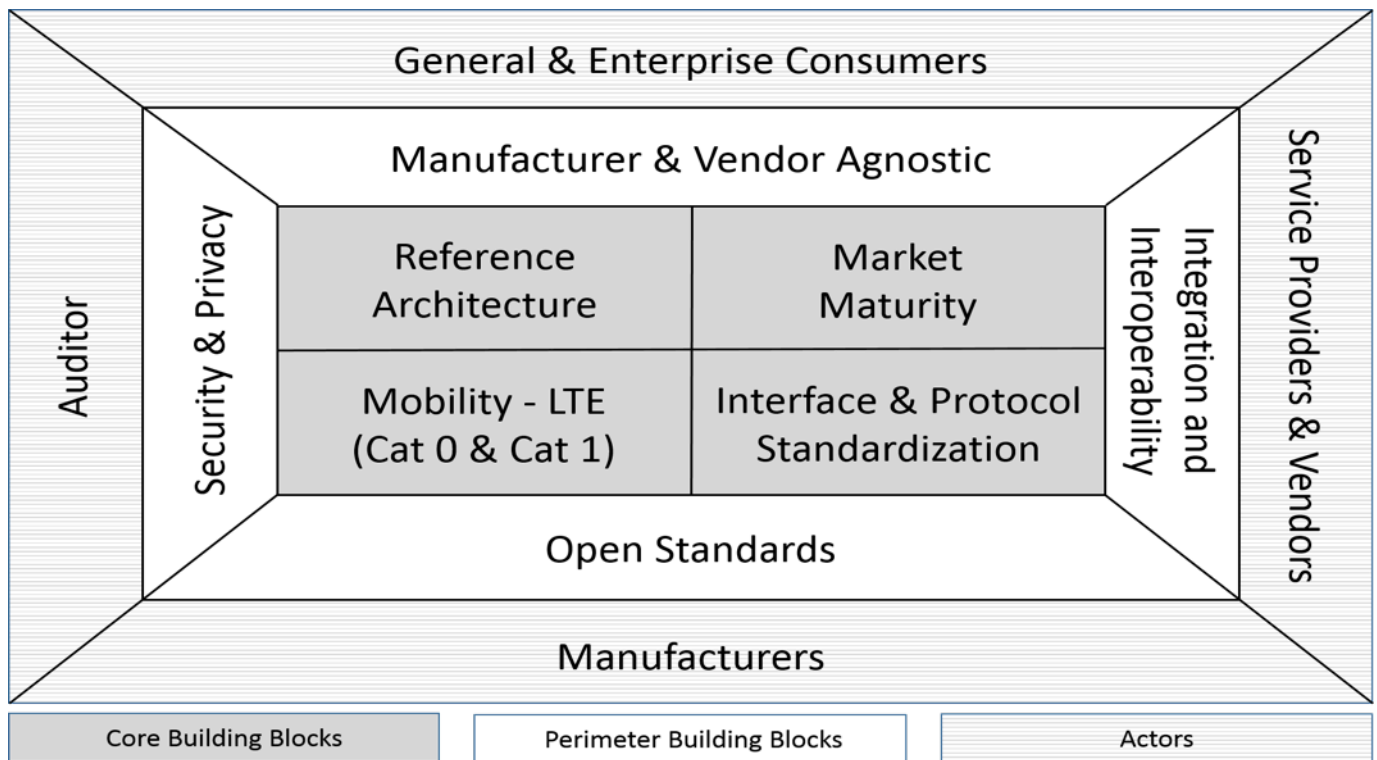 General & Enterprise Consumers
Manufacturer & Vendor Agnostic
Auditor
Security & Privacy
Reference
Architecture
Market
Maturity
Mobility - LTE
(Cat 0 & Cat 1)
Interface & Protocol
Standardization
Integration and
Interoperability
Service Providers & Vendors
Open Standards
Manufacturers
Core Building Blocks
Perimeter Building Blocks
Actors